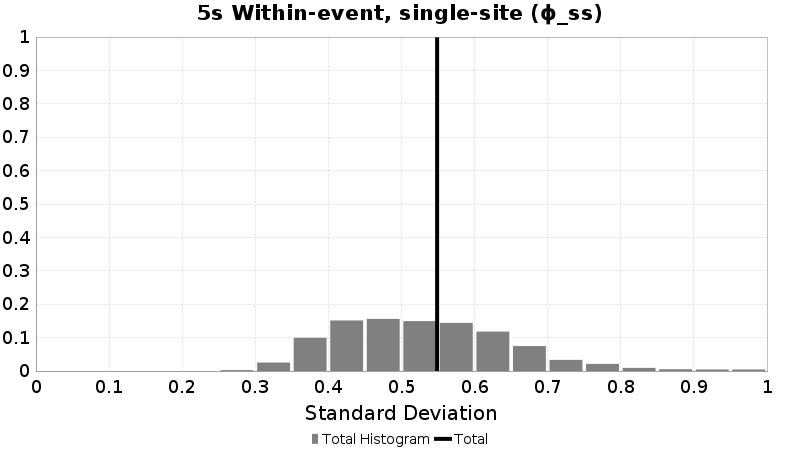 5s Within-event, single-site (ϕ_ss)
1
0.9
0.8
0.7
0.6
0.5
0.4
0.3
0.2
0.1
0
0 0.1 0.2 0.3 0.4 0.5 0.6 0.7 0.8 0.9 1
Standard Deviation
Total Histogram Total